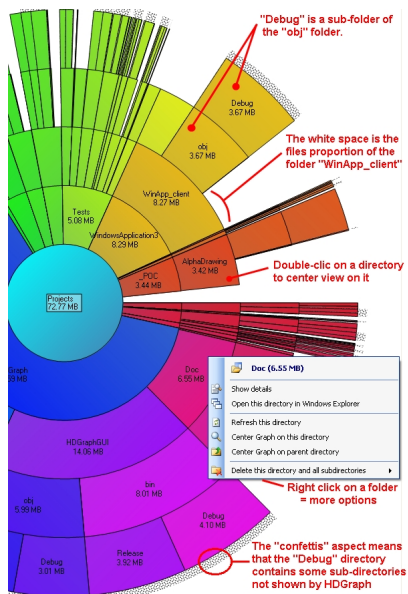 "Debug" is a sub-folder of
the "obj" folder.
Debug
3.67 MB
obj
3.67 MB
The white space is the
files proportion of the
folder "WinApp_client"
WinApp_client
8.27 MB
Tests
5.08 MB
WindowsApplication3
8.29 MB
AlphaDrawing
3.42 MB
_POC
3.44 MB
Double-clic on a directory
to center view on it
Projects
72.77 MB
Graph
99 MB
Doc
6.55 MB
Doc (6.55 MB)
Show details
Open this directory in Windows Explorer
Refresh this directory
Center Graph on this directory
Center Graph on parent directory
Delete this directory and all subdirectories
HDGraphGUI
14.06 MB
bin
8.01 MB
Right click on a folder
= more options
obj
5.99 MB
Debug
4.10 MB
Release
3.92 MB
Debug
3.01 MB
The "confettis" aspect means
that the "Debug" directory
contains some sub-directories
not shown by HDGraph